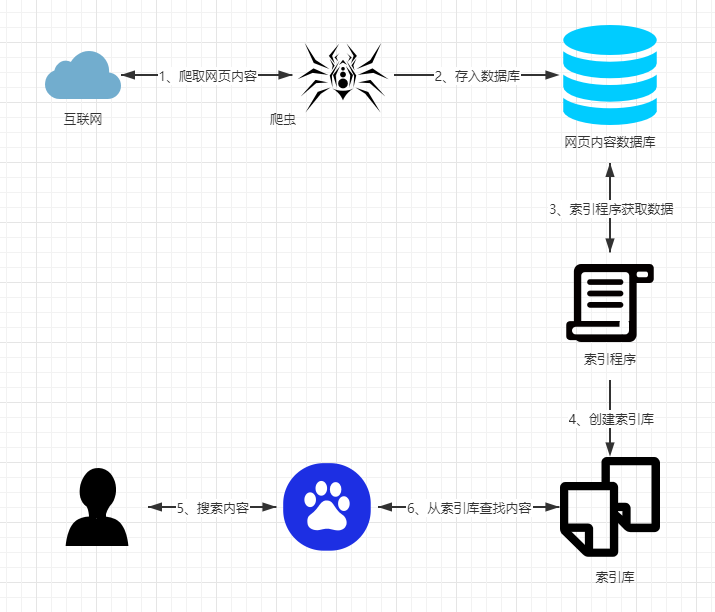 1、爬取网页内容
2、存入数据库
互联网
爬虫
网页内容数据库
3、索引程序获取数据
索引程序
4、创建索引库
5、搜索内容
6、从索引库查找内容
索引库